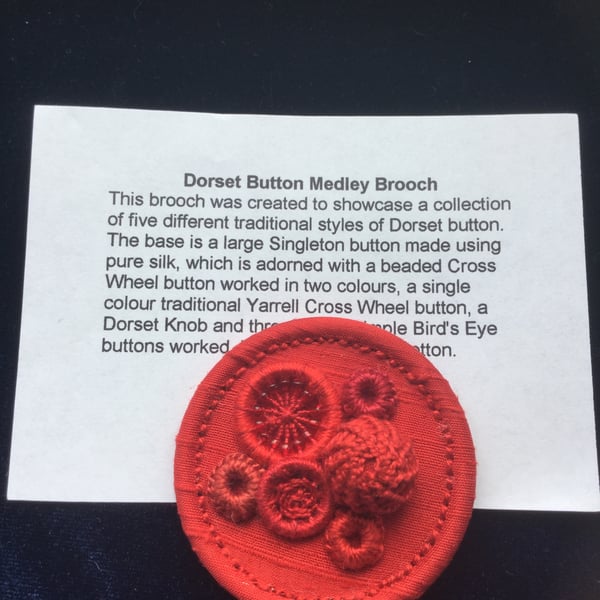 Dorset Button Medley Brooch
This brooch was created to showcase a collection
of five different traditional styles of Dorset button.
The base is a large Singleton button made using
pure silk, which is adorned with a beaded Cross
Wheel button worked in two colours, a single
colour traditional Yarrell Cross Wheel button, a
Dorset Knob and Bird's Eye
buttons worked